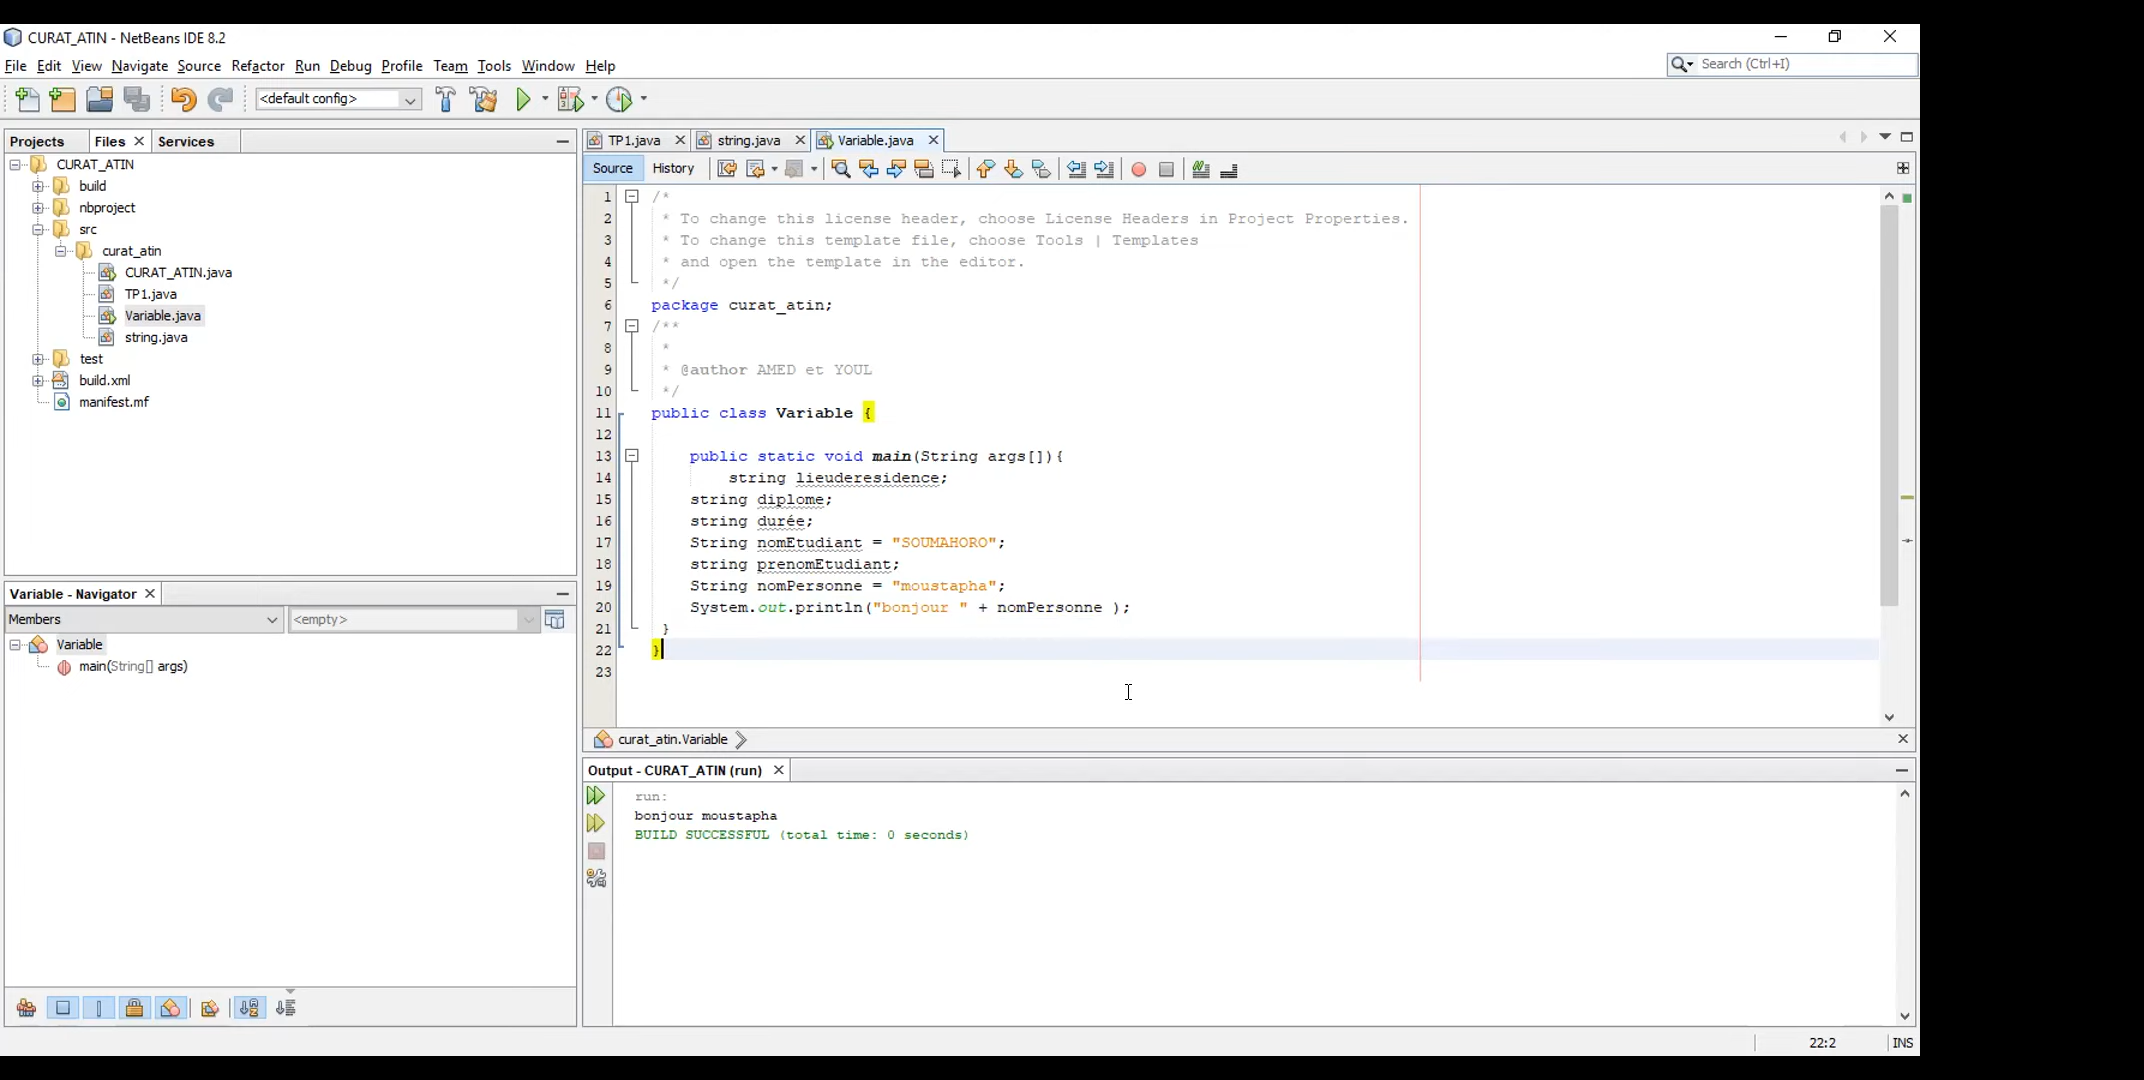 CURAT_ATIN - NetBeans IDE 8.2
File Edit View Navigate Source Refactor Run Debug Profile Team Tools Window Help
Search (Ctrl+I)
<default config>
Projects Files Services
CURAT_ATIN
build
nbproject
src
curat_atin
CURAT_ATIN.java
TP1.java
Variable.java
string.java
test
build.xml
manifest.mf
Variable - Navigator
Members <empty>
Variable
main(String[] args)
TP1.java string.java Variable.java
Source History
1 /*
2 * To change this license header, choose License Headers in Project Properties.
3 * To change this template file, choose Tools | Templates
4 * and open the template in the editor.
5 */
6 package curat_atin;
7 /**
8 *
9 * @author AMED et YOUL
10 */
11 public class Variable {
12
13 public static void main(String args[]){
14 string lieuderesidence;
15 string diplome;
16 string durée;
17 String nomEtudiant = "SOUMAHORO";
18 string prenomEtudiant;
19 String nomPersonne = "moustapha";
20 System.out.println("bonjour " + nomPersonne );
21 }
22 }
23
curat_atin.Variable
Output - CURAT_ATIN (run)
run:
bonjour moustapha
BUILD SUCCESSFUL (total time: 0 seconds)
22:2 INS